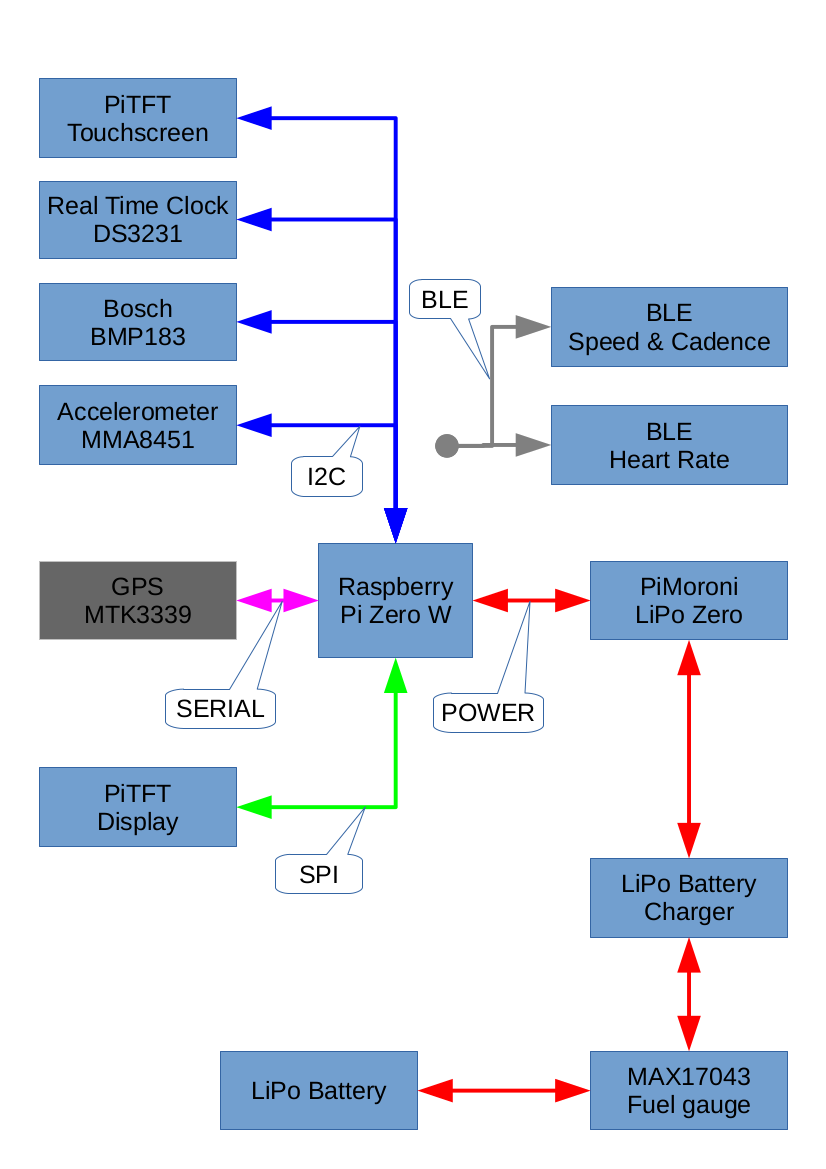 PiTFT
Touchscreen
Real Time Clock
DS3231
Bosch
BMP183
Accelerometer
MMA8451
I2C
BLE
BLE
Speed & Cadence
BLE
Heart Rate
GPS
MTK3339
Raspberry
Pi Zero W
PiMoroni
LiPo Zero
SERIAL
POWER
PiTFT
Display
SPI
LiPo Battery
Charger
LiPo Battery
MAX17043
Fuel gauge